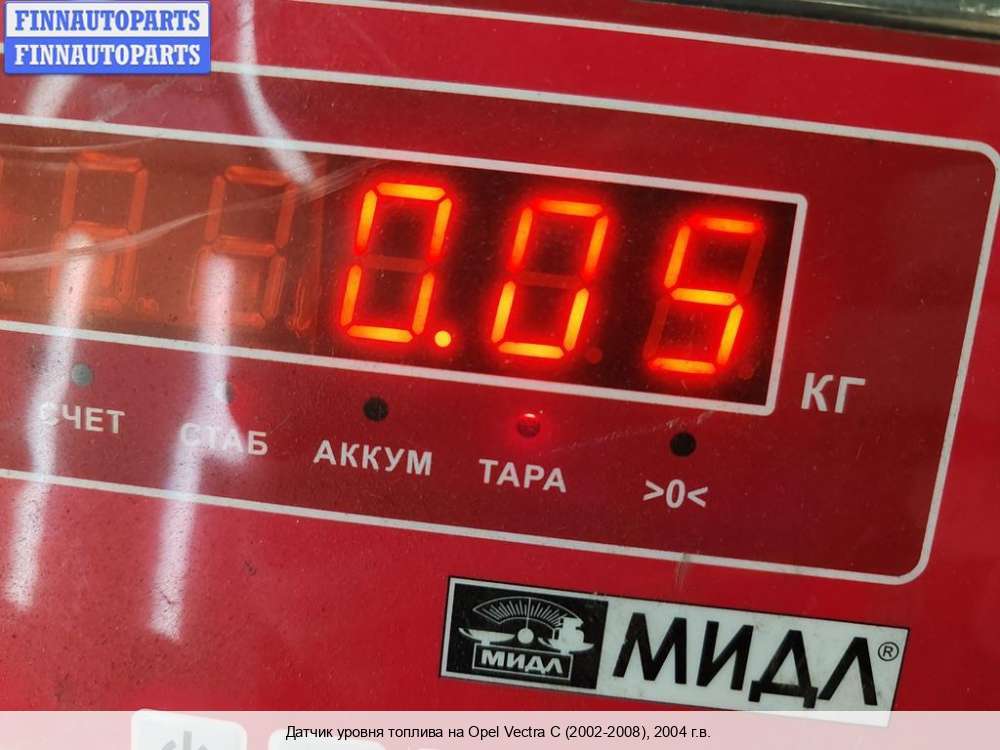 FINNAUTOPARTS
FINNAUTOPARTS
0.05
КГ
СЧЕТ
СТАБ
АККУМ
ТАРА
>0<
МИДЛ
МИДЛ®
Датчик уровня топлива на Opel Vectra C (2002-2008), 2004 г.в.